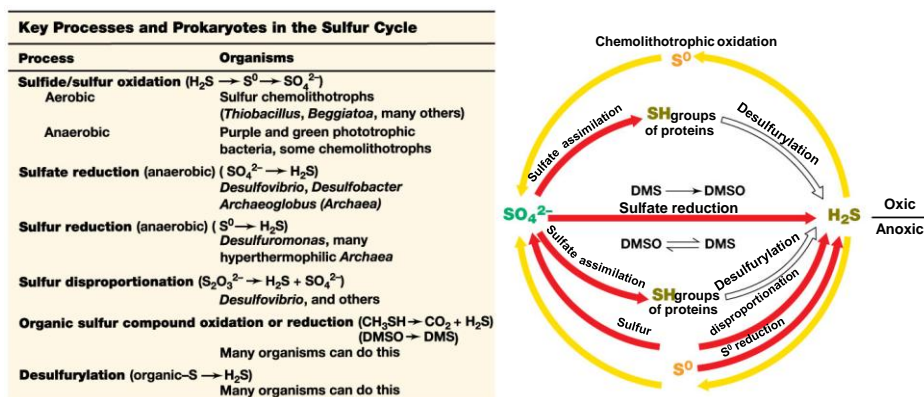 Key Processes and Prokaryotes in the Sulfur Cycle
Process Organisms
Sulfide/sulfur oxidation (H₂S → S⁰ → SO₄²⁻)
Aerobic Sulfur chemolithotrophs
(Thiobacillus, Beggiatoa, many others)
Anaerobic Purple and green phototrophic
bacteria, some chemolithotrophs
Sulfate reduction (anaerobic) ( SO₄²⁻ → H₂S)
Desulfovibrio, Desulfobacter
Archaeoglobus (Archaea)
Sulfur reduction (anaerobic) ( S⁰ → H₂S)
Desulfuromonas, many
hyperthermophilic Archaea
Sulfur disproportionation (S₂O₃²⁻ → H₂S + SO₄²⁻)
Desulfovibrio, and others
Organic sulfur compound oxidation or reduction (CH₃SH → CO₂ + H₂S)
(DMSO → DMS)
Many organisms can do this
Desulfurylation (organic–S → H₂S)
Many organisms can do this
Chemolithotrophic oxidation
S⁰
Sulfate assimilation
SH groups
of proteins
Desulfurylation
DMS → DMSO
SO₄²⁻
Sulfate reduction
H₂S
Oxic
Anoxic
DMSO ⇌ DMS
Sulfate assimilation
SH groups
of proteins
Desulfurylation
Sulfur
disproportionation
S⁰ reduction
S⁰